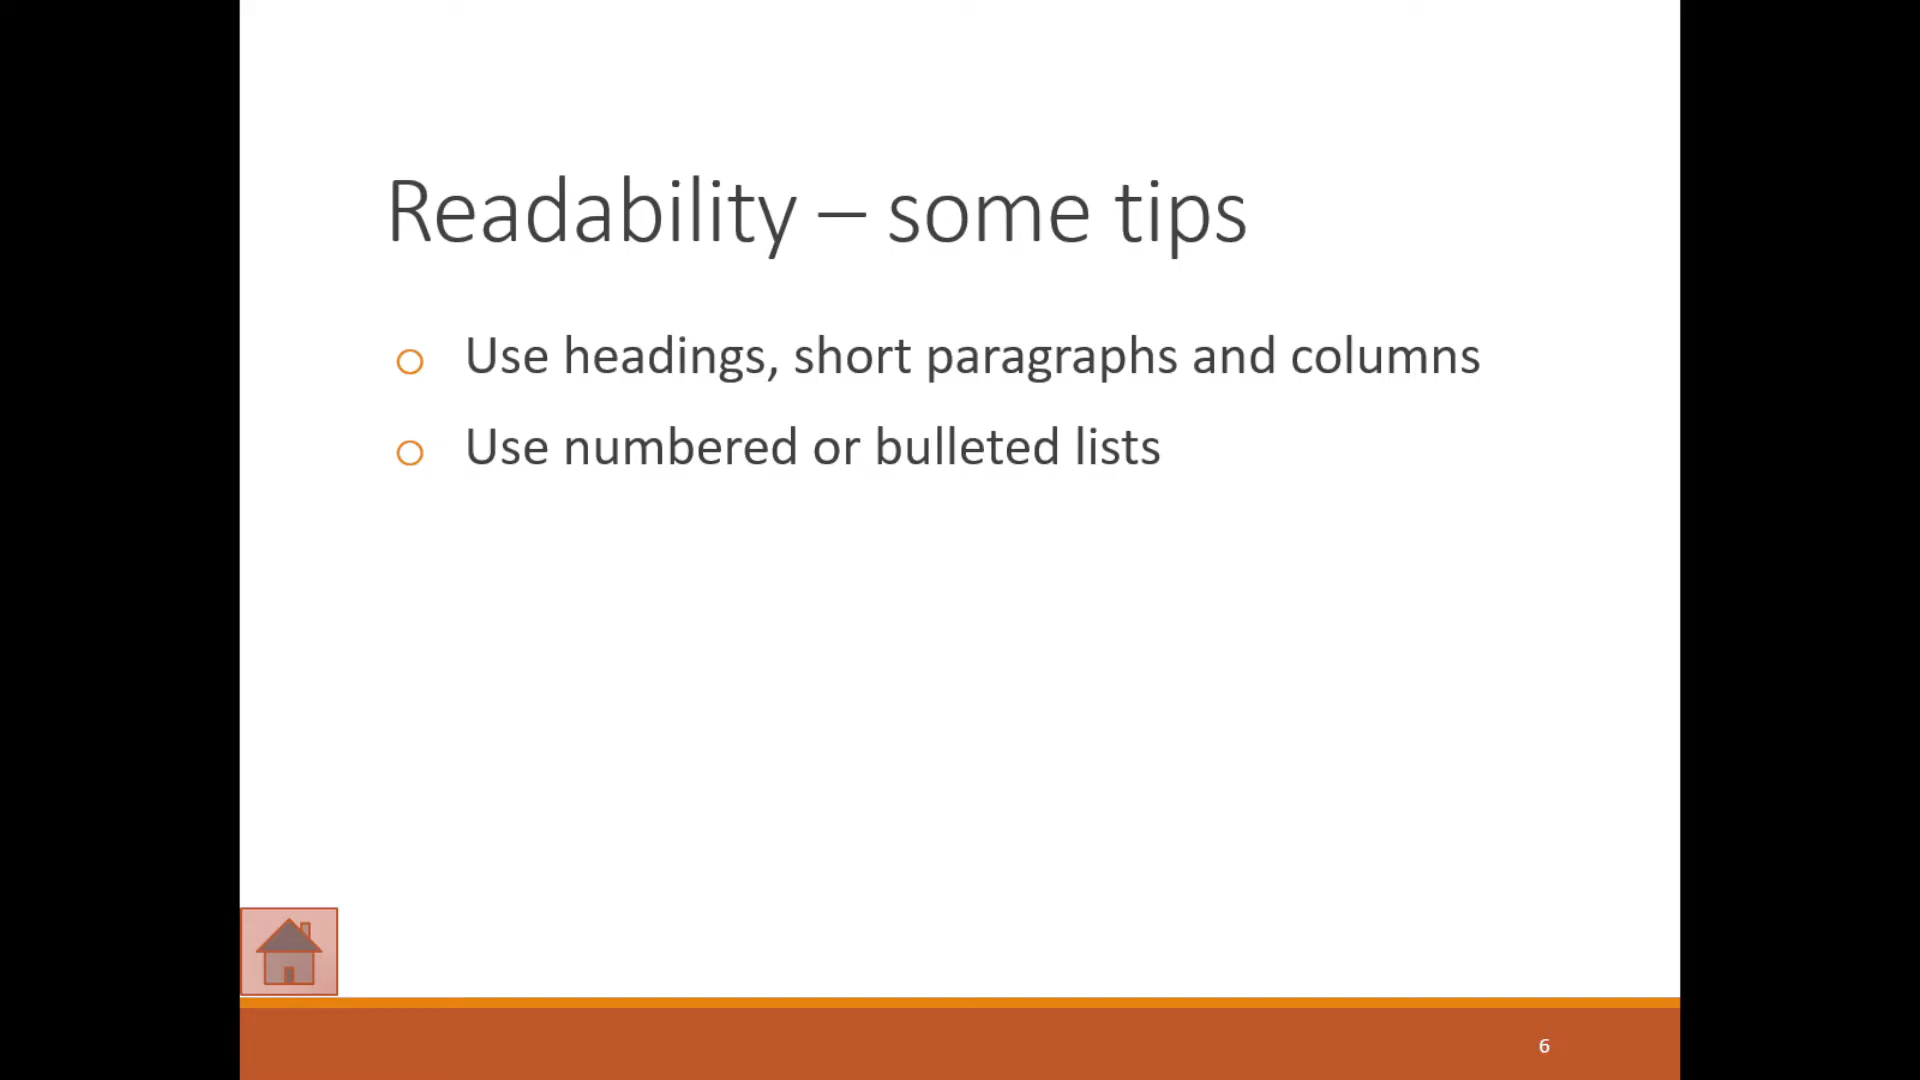 Readability – some tips
Use headings, short paragraphs and columns
Use numbered or bulleted lists
6